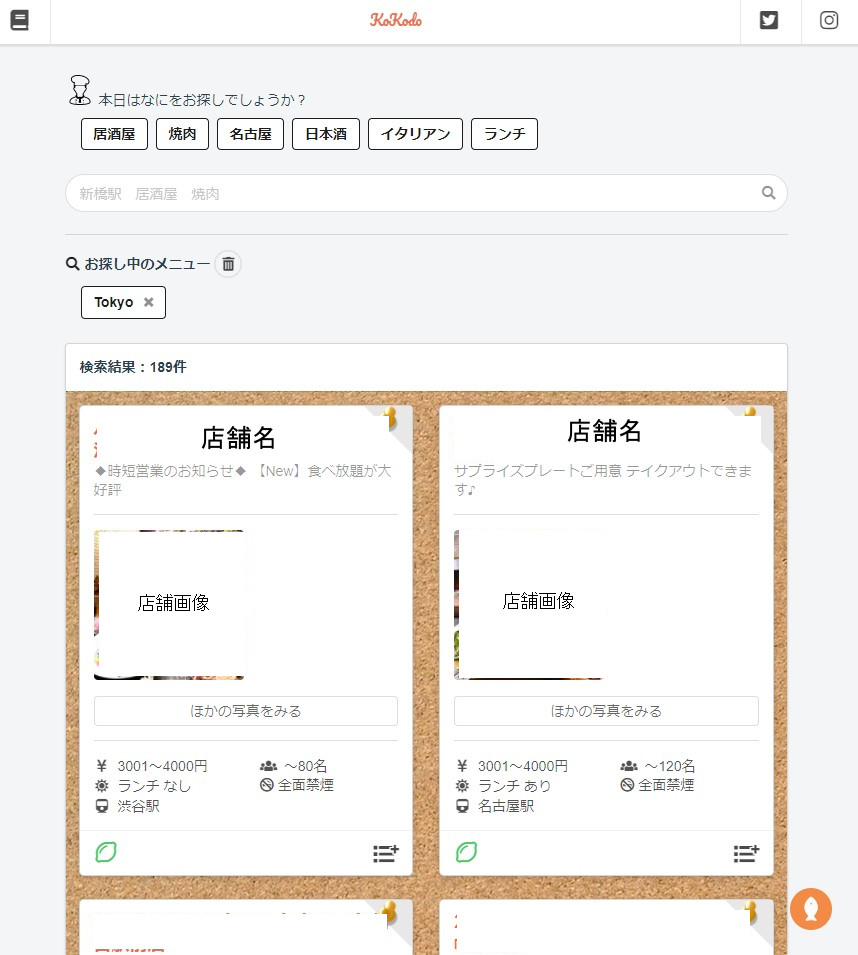 KoKodo
本日はなにをお探しでしょうか？
居酒屋 焼肉 名古屋 日本酒 イタリアン ランチ
新橋駅 居酒屋 焼肉
お探し中のメニュー
Tokyo ✖
検索結果：189件
店舗名
◆時短営業のお知らせ◆ 【New】食べ放題が大
好評
店舗画像
ほかの写真をみる
¥ 3001～4000円 ～80名
ランチ なし 全面禁煙
渋谷駅
店舗名
サプライズプレートご用意 テイクアウトできま
す♪
店舗画像
ほかの写真をみる
¥ 3001～4000円 ～120名
ランチ あり 全面禁煙
名古屋駅